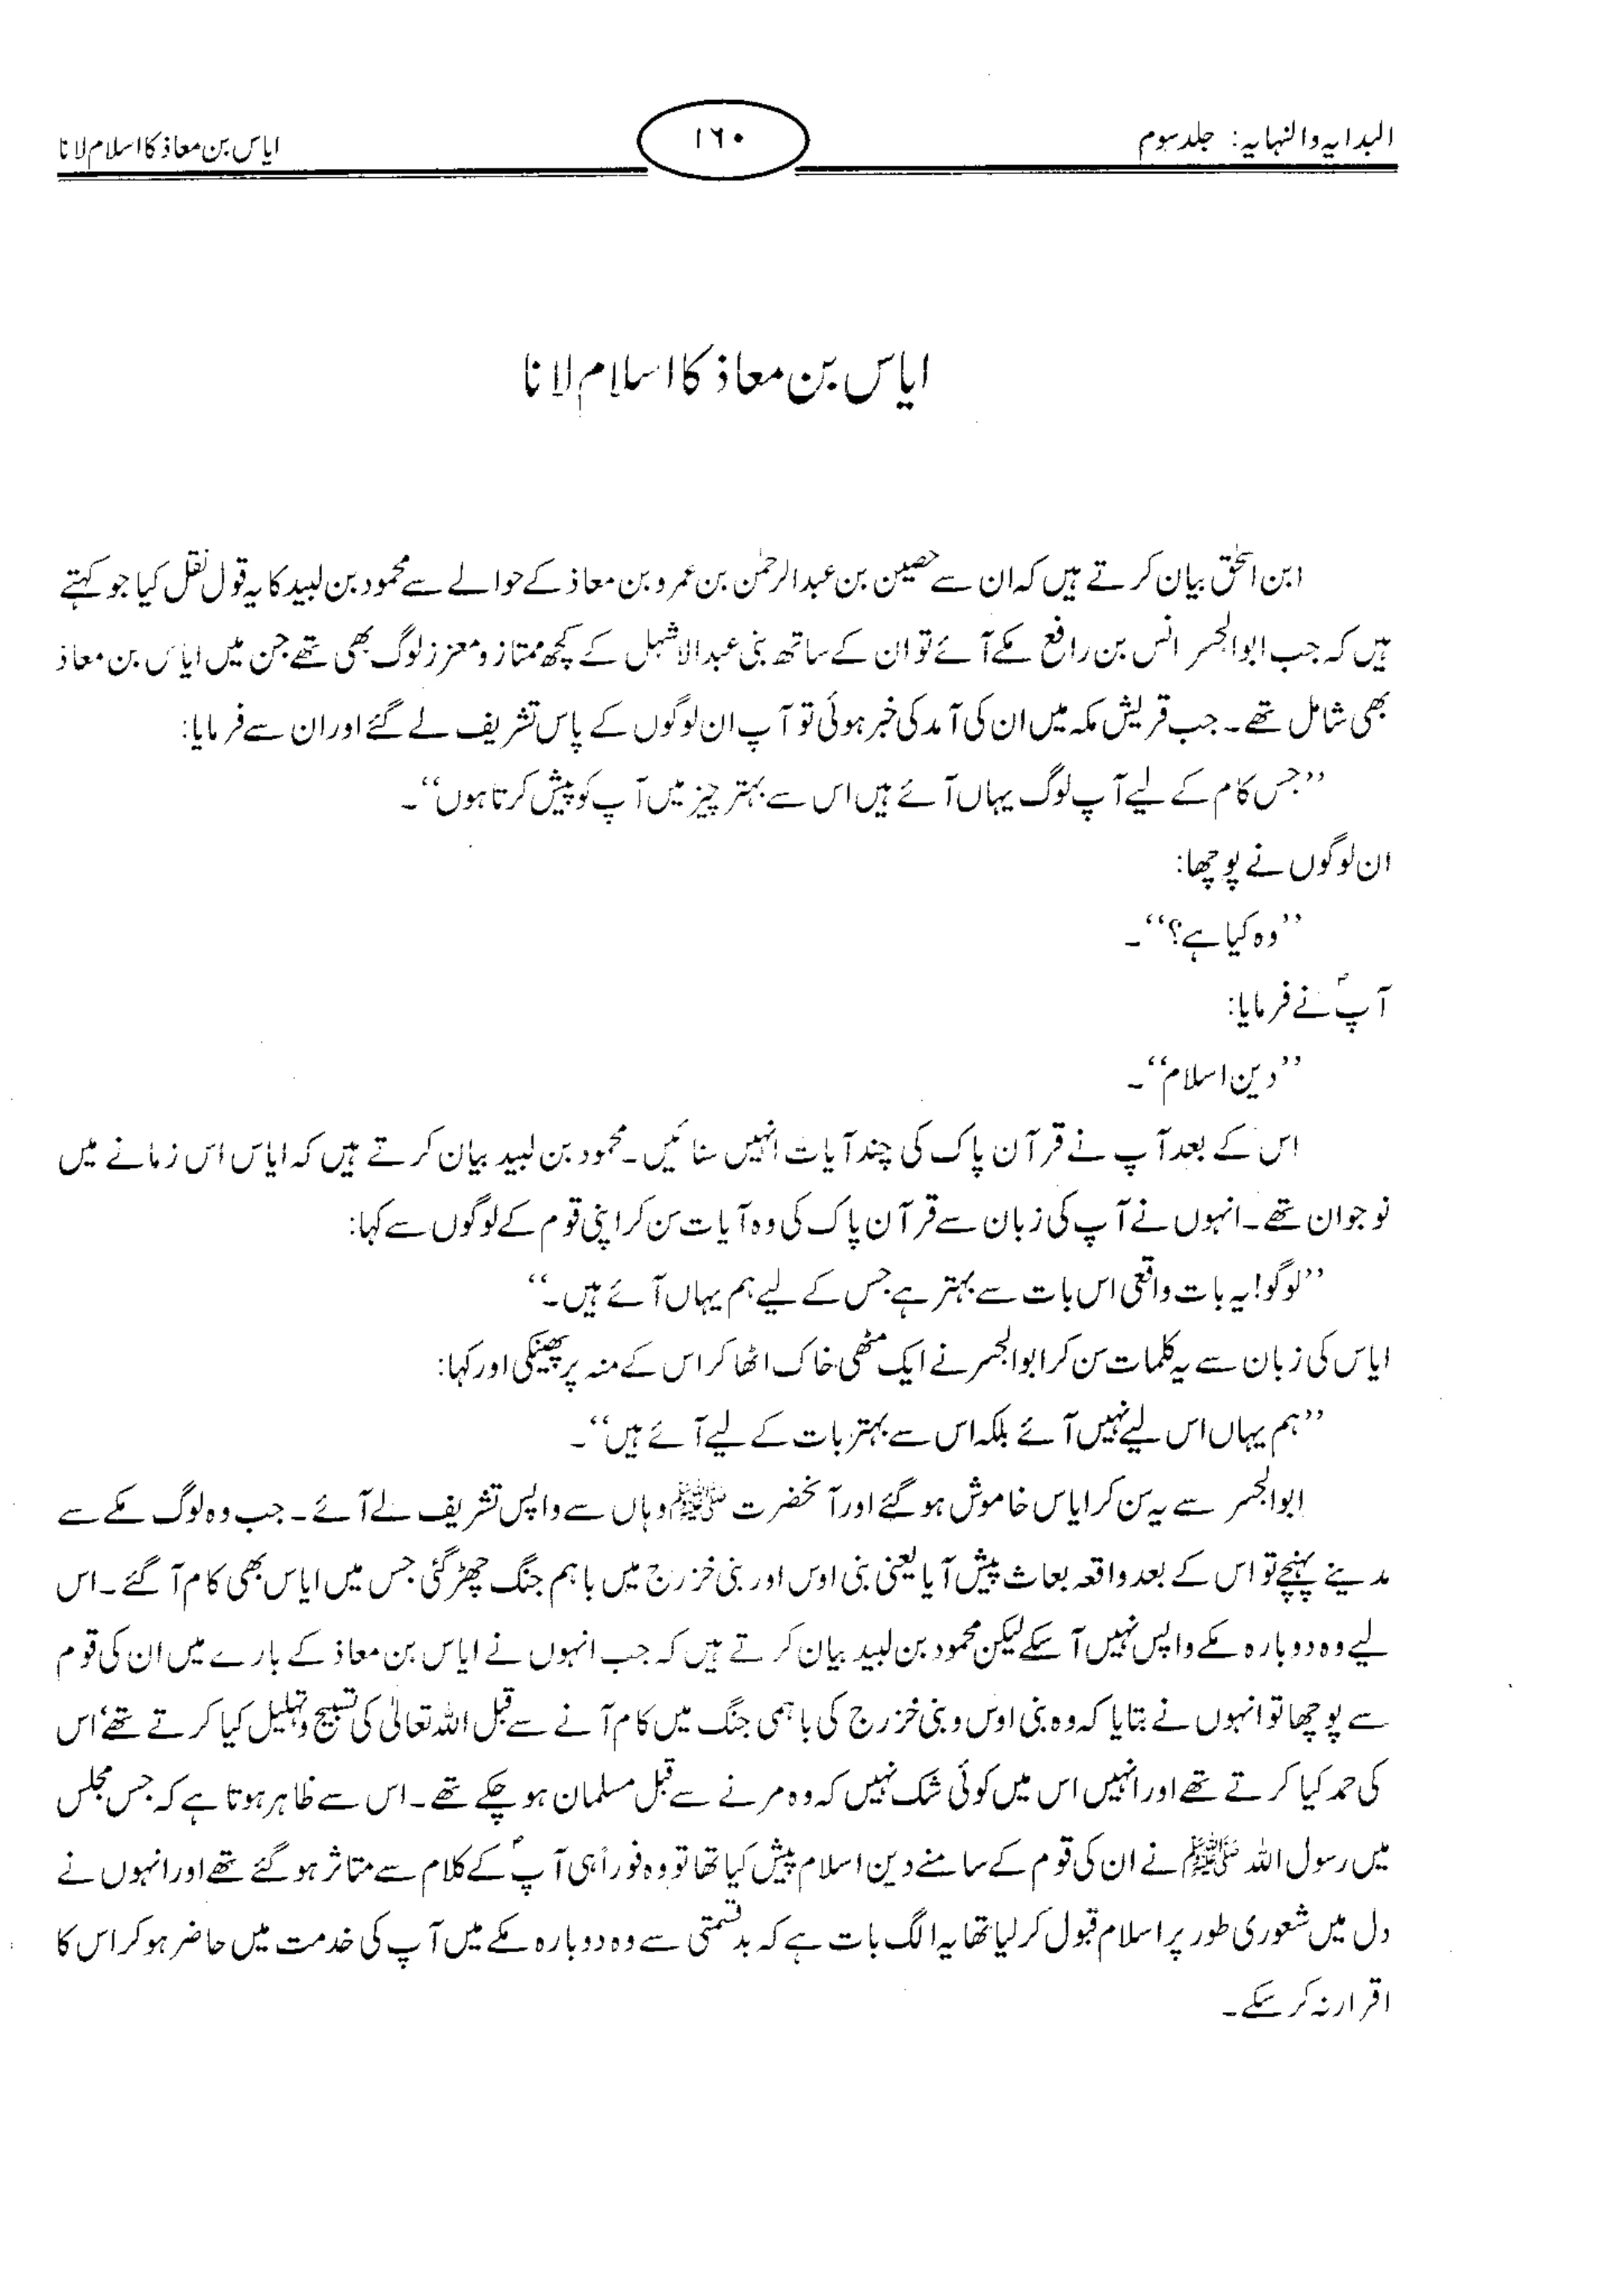 البدایہ والنہایہ: جلد سوم
۱۶۰
ایاس بن معاذ کا اسلام لانا
ایاس بن معاذ کا اسلام لانا
ابن اسحٰق بیان کرتے ہیں کہ ان سے حصین بن عبدالرحمٰن بن عمرو بن معاذ کے حوالے سے محمود بن لبید کا یہ قول نقل کیا جو کہتے
ہیں کہ جب ابوالجسر انس بن رافع مکے آئے تو ان کے ساتھ بنی عبدالاشہل کے کچھ ممتاز و معزز لوگ بھی تھے جن میں ایاس بن معاذ
بھی شامل تھے۔ جب قریش مکہ میں ان کی آمد کی خبر ہوئی تو آپ ان لوگوں کے پاس تشریف لے گئے اور ان سے فرمایا:
’’جس کام کے لیے آپ لوگ یہاں آئے ہیں اس سے بہتر چیز میں آپ کو پیش کرتا ہوں‘‘۔
ان لوگوں نے پوچھا:
’’وہ کیا ہے؟‘‘۔
آپؐ نے فرمایا:
’’دین اسلام‘‘۔
اس کے بعد آپ نے قرآن پاک کی چند آیات انہیں سنائیں۔ محمود بن لبید بیان کرتے ہیں کہ ایاس اس زمانے میں
نوجوان تھے۔ انہوں نے آپ کی زبان سے قرآن پاک کی وہ آیات سن کر اپنی قوم کے لوگوں سے کہا:
’’لوگو! یہ بات واقعی اس بات سے بہتر ہے جس کے لیے ہم یہاں آئے ہیں۔‘‘
ایاس کی زبان سے یہ کلمات سن کر ابوالجسر نے ایک مٹھی خاک اٹھا کر اس کے منہ پر پھینکی اور کہا:
’’ہم یہاں اس لیے نہیں آئے بلکہ اس سے بہتر بات کے لیے آئے ہیں‘‘۔
ابوالجسر سے یہ سن کر ایاس خاموش ہو گئے اور آنحضرت ﷺ وہاں سے واپس تشریف لے آئے۔ جب وہ لوگ مکے سے
مدینے پہنچے تو اس کے بعد واقعہ بعاث پیش آیا یعنی بنی اوس اور بنی خزرج میں باہم جنگ چھڑ گئی جس میں ایاس بھی کام آ گئے۔ اس
لیے وہ دوبارہ مکے واپس نہیں آ سکے لیکن محمود بن لبید بیان کرتے ہیں کہ جب انہوں نے ایاس بن معاذ کے بارے میں ان کی قوم
سے پوچھا تو انہوں نے بتایا کہ وہ بنی اوس و بنی خزرج کی باہمی جنگ میں کام آنے سے قبل اللہ تعالیٰ کی تسبیح و تہلیل کیا کرتے تھے‘ اس
کی حمد کیا کرتے تھے اور انہیں اس میں کوئی شک نہیں کہ وہ مرنے سے قبل مسلمان ہو چکے تھے۔ اس سے ظاہر ہوتا ہے کہ جس مجلس
میں رسول اللہ ﷺ نے ان کی قوم کے سامنے دین اسلام پیش کیا تھا تو وہ فوراً ہی آپؐ کے کلام سے متاثر ہو گئے تھے اور انہوں نے
دل میں شعوری طور پر اسلام قبول کر لیا تھا یہ الگ بات ہے کہ بدقسمتی سے وہ دوبارہ مکے میں آپ کی خدمت میں حاضر ہو کر اس کا
اقرار نہ کر سکے۔